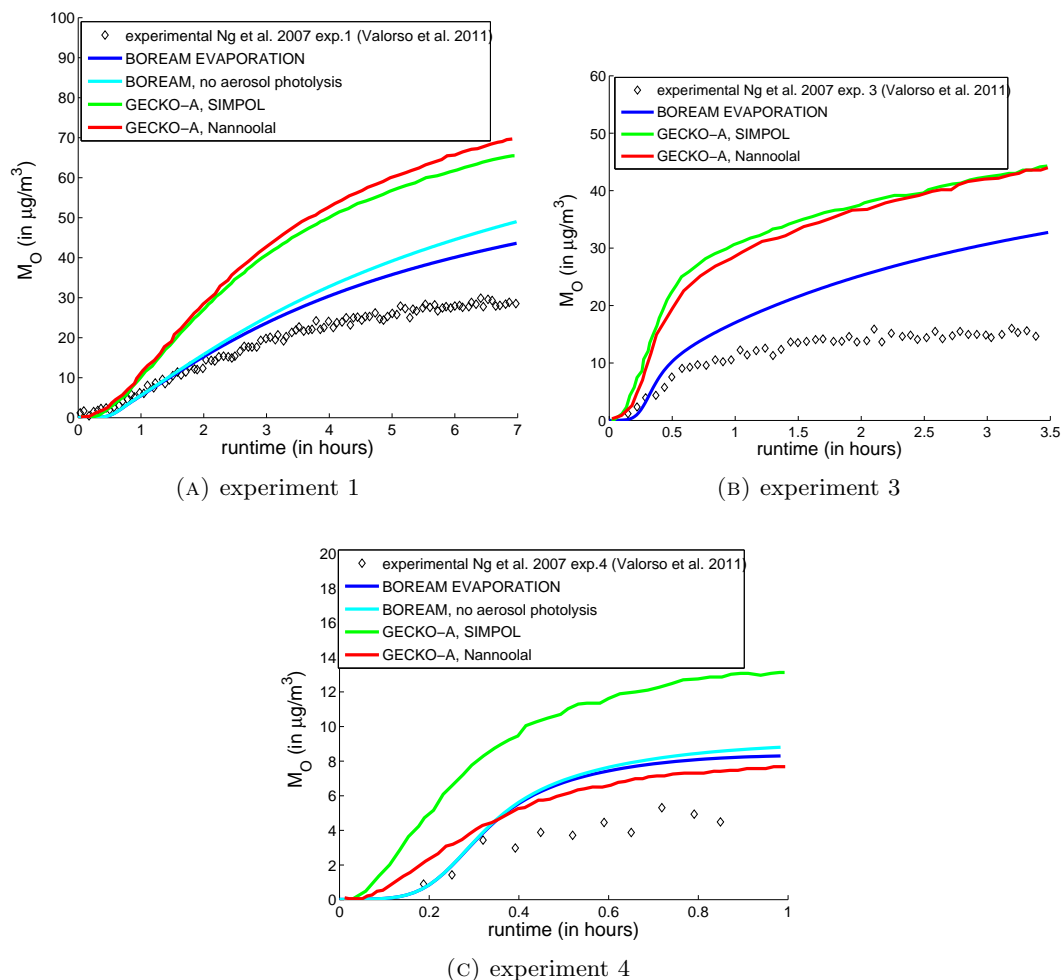 100
90
80
70
60
50
40
30
20
10
0
M_O (in μg/m³)
experimental Ng et al. 2007 exp.1 (Valorso et al. 2011)
BOREAM EVAPORATION
BOREAM, no aerosol photolysis
GECKO−A, SIMPOL
GECKO−A, Nannoolal
0 1 2 3 4 5 6 7
runtime (in hours)
(A) experiment 1
60
50
40
30
20
10
0
M_O (in μg/m³)
experimental Ng et al. 2007 exp. 3 (Valorso et al. 2011)
BOREAM EVAPORATION
GECKO−A, SIMPOL
GECKO−A, Nannoolal
0 0.5 1 1.5 2 2.5 3 3.5
runtime (in hours)
(B) experiment 3
20
18
16
14
12
10
8
6
4
2
0
M_O (in μg/m³)
experimental Ng et al. 2007 exp.4 (Valorso et al. 2011)
BOREAM EVAPORATION
BOREAM, no aerosol photolysis
GECKO−A, SIMPOL
GECKO−A, Nannoolal
0 0.2 0.4 0.6 0.8 1
runtime (in hours)
(C) experiment 4